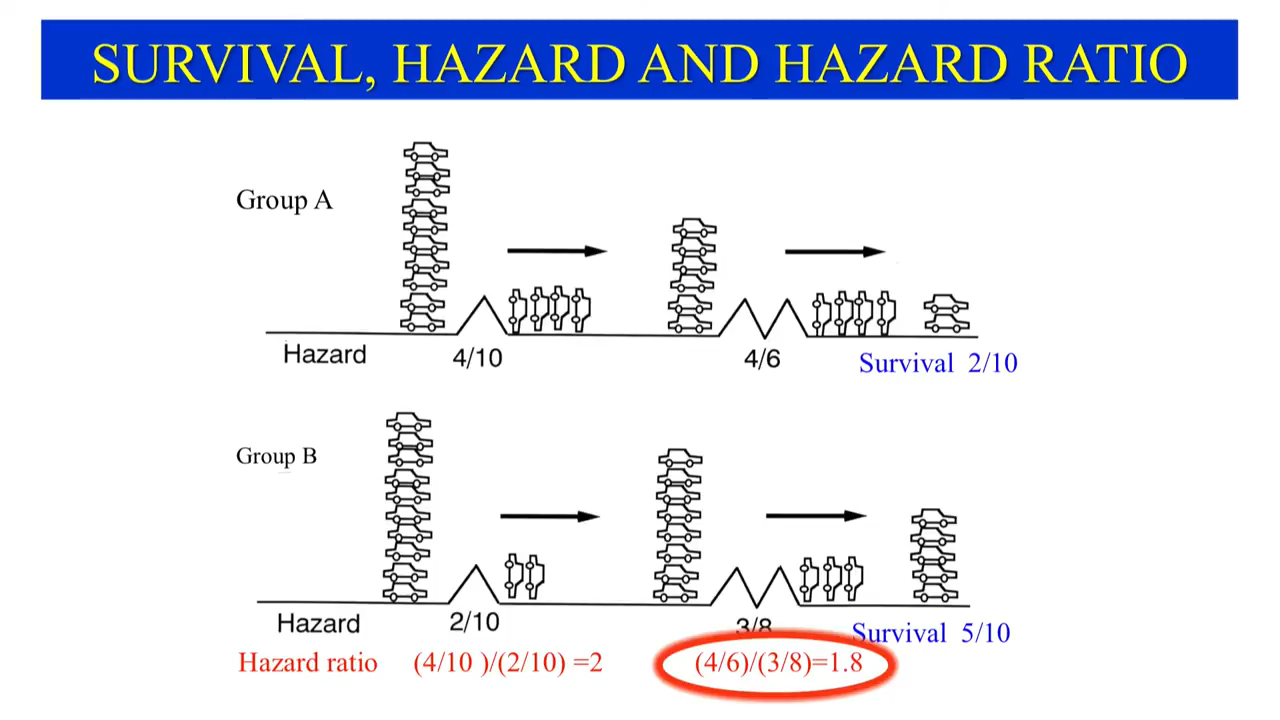 SURVIVAL, HAZARD AND HAZARD RATIO
Group A
Hazard 4/10 4/6 Survival 2/10
Group B
Hazard 2/10 3/8 Survival 5/10
Hazard ratio (4/10 )/(2/10) =2 (4/6)/(3/8)=1.8